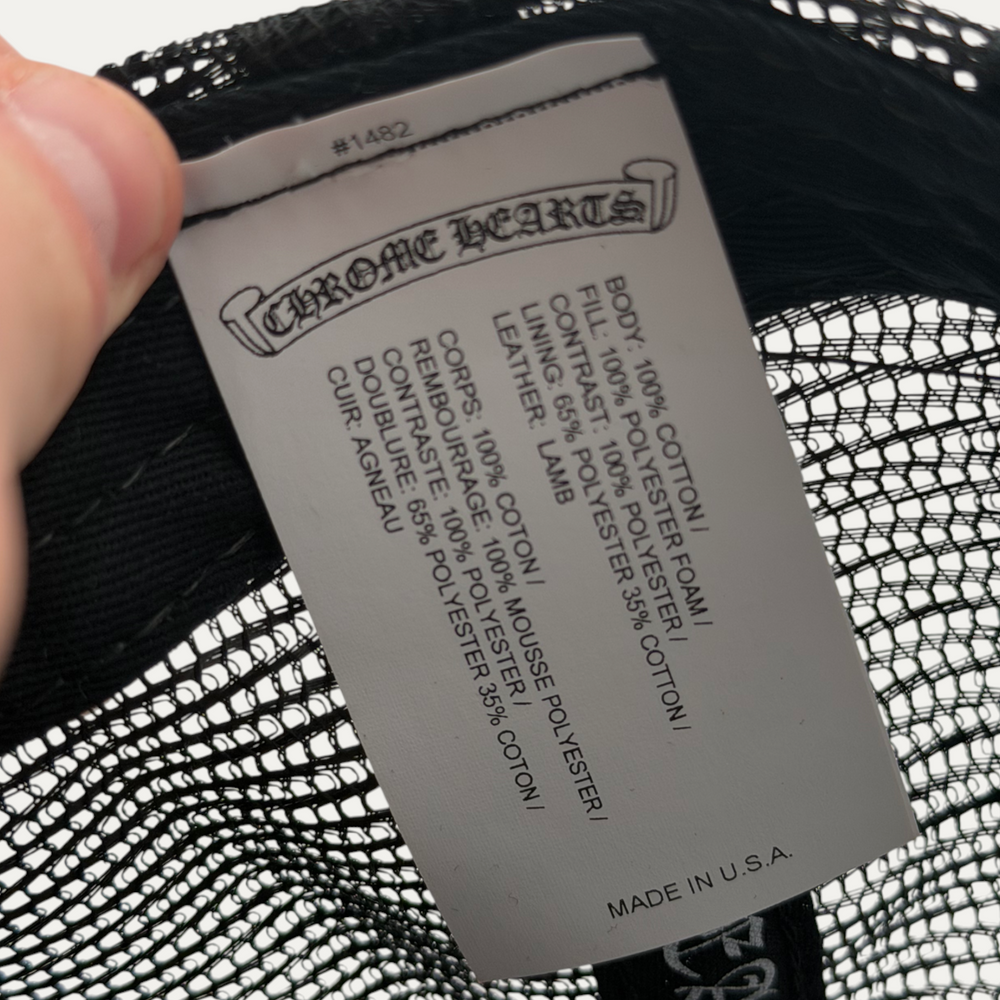 #1482
CHROME HEARTS
BODY: 100% COTTON /
FILL: 100% POLYESTER FOAM /
CONTRAST: 100% POLYESTER /
LINING: 65% POLYESTER 35% COTTON /
LEATHER: LAMB
CORPS: 100% COTON /
REMBOURRAGE: 100% MOUSSE POLYESTER /
CONTRASTE: 100% POLYESTER /
DOUBLURE: 65% POLYESTER 35% COTON /
CUIR: AGNEAU
MADE IN U.S.A.